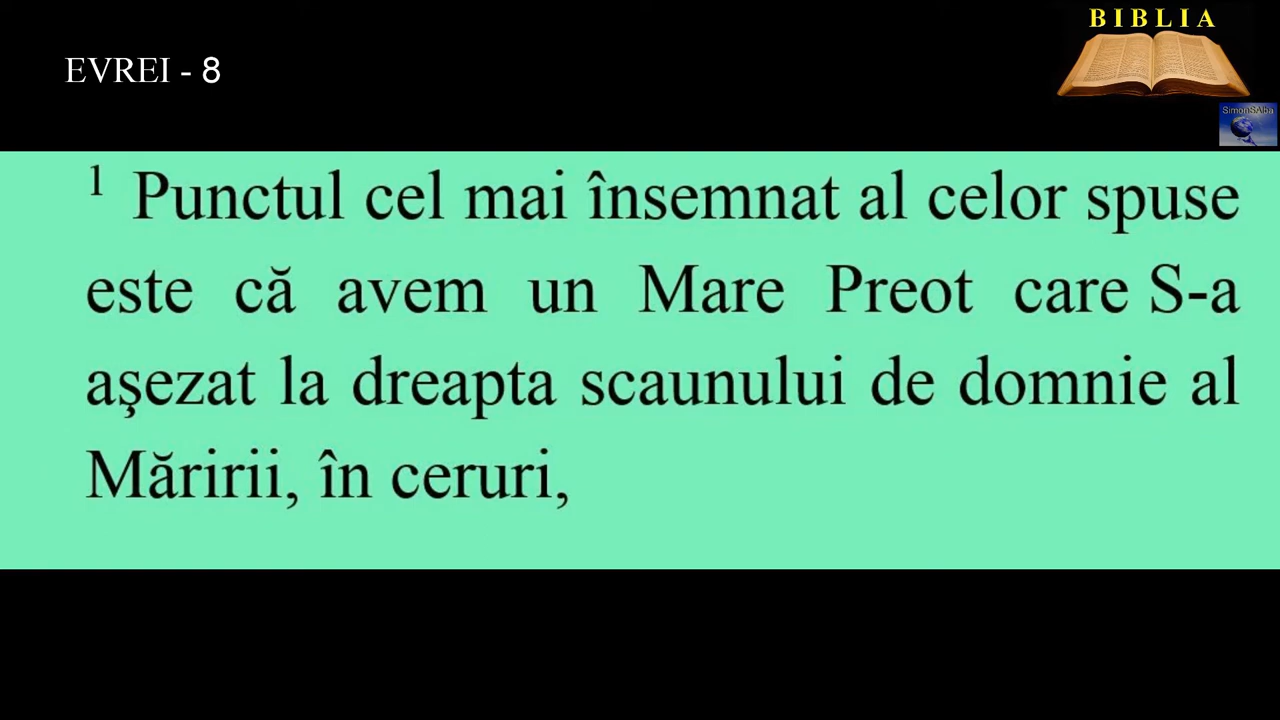 BIBLIA
EVREI - 8
SimonSAlba
1 Punctul cel mai însemnat al celor spuse
este că avem un Mare Preot care S-a
aşezat la dreapta scaunului de domnie al
Măririi, în ceruri,